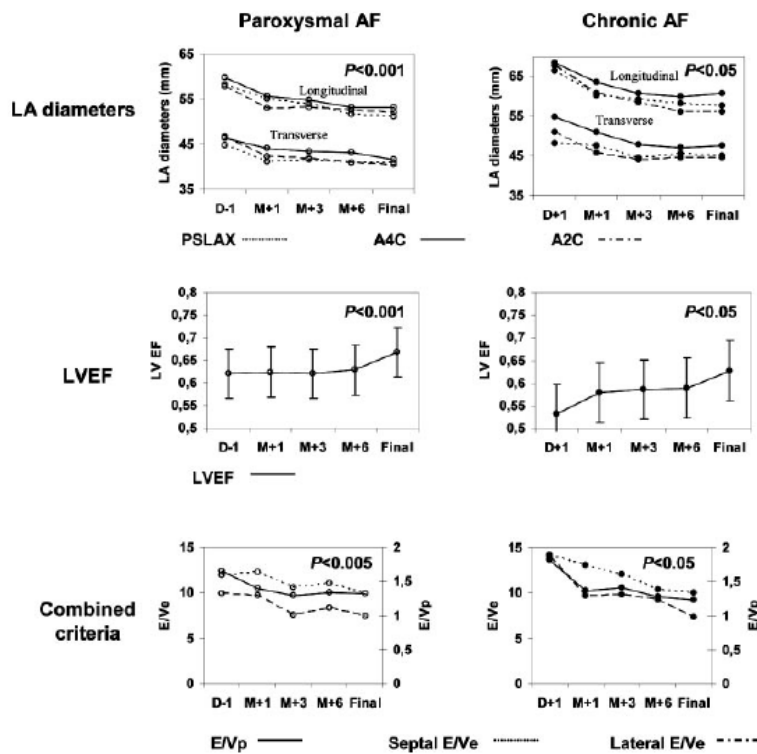 Paroxysmal AF
Chronic AF
LA diameters
LA diameters (mm)
65
55
45
35
P<0.001
Longitudinal
Transverse
D-1 M+1 M+3 M+6 Final
LA diameters (mm)
65
55
45
35
P<0.05
Longitudinal
Transverse
D+1 M+1 M+3 M+6 Final
PSLAX A4C A2C
LVEF
LV EF
0,8
0,75
0,7
0,65
0,6
0,55
0,5
P<0.001
D-1 M+1 M+3 M+6 Final
LV EF
0,8
0,75
0,7
0,65
0,6
0,55
0,5
P<0.05
D+1 M+1 M+3 M+6 Final
LVEF
Combined
criteria
E/Ve
15
10
5
0
P<0.005
2
1,5
1
0,5
0
E/Vp
D-1 M+1 M+3 M+6 Final
E/Ve
15
10
5
0
P<0.05
2
1,5
1
0,5
0
E/Vp
D+1 M+1 M+3 M+6 Final
E/Vp Septal E/Ve Lateral E/Ve